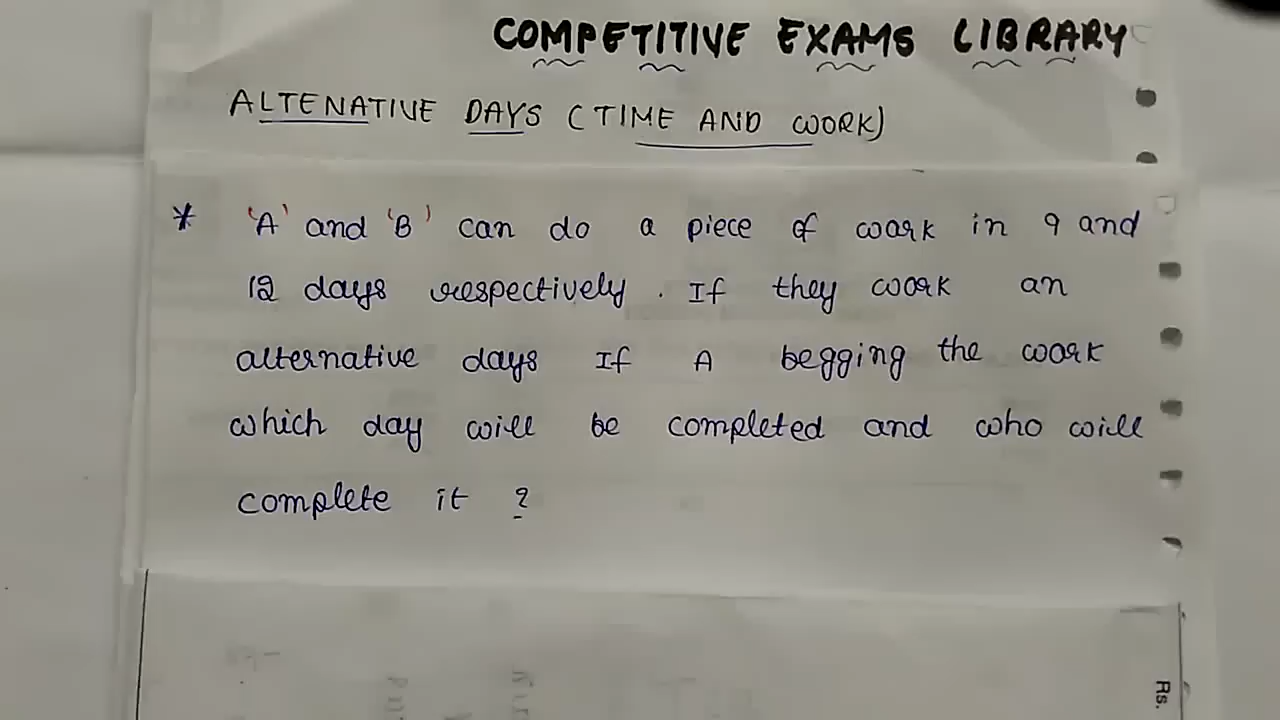 COMPETITIVE EXAMS LIBRARY
ALTENATIVE DAYS (TIME AND WORK)
* 'A' and 'B' can do a piece of work in 9 and
12 days respectively. If they work an
alternative days If A begging the work
which day will be completed and who will
complete it ?
Rs.